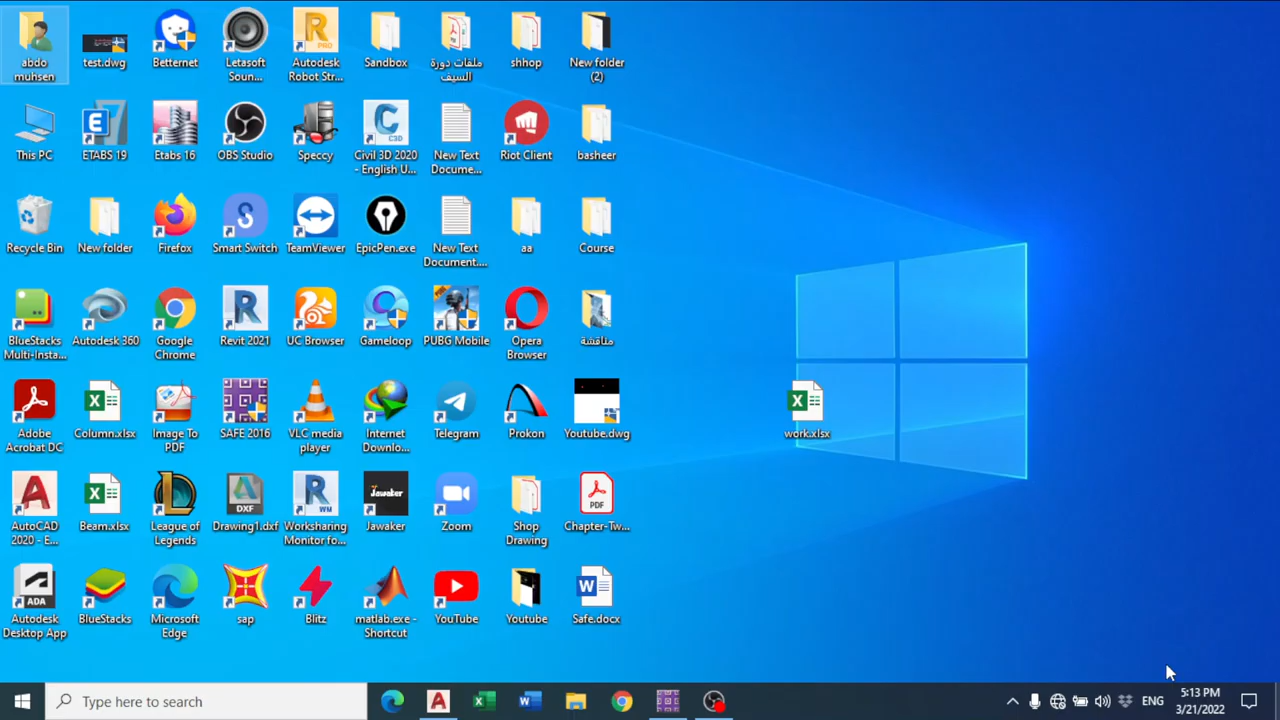 abdo
muhsen
test.dwg
Betternet
Letasoft
Soun...
Autodesk
Robot Str...
PRO
Sandbox
ملفات دورة
السيف
shhop
New folder
(2)
This PC
ETABS 19
Etabs 16
OBS Studio
Speccy
C3D
Civil 3D 2020
- English U...
New Text
Docume...
Riot Client
basheer
Recycle Bin
New folder
Firefox
Smart Switch
TeamViewer
EpicPen.exe
New Text
Document....
aa
Course
BlueStacks
Multi-Insta...
Autodesk 360
Google
Chrome
Revit 2021
UC Browser
Gameloop
PUBG Mobile
Opera
Browser
مناقشة
Adobe
Acrobat DC
Column.xlsx
Image To
PDF
SAFE 2016
VLC media
player
Internet
Downlo...
Telegram
Prokon
Youtube.dwg
work.xlsx
AutoCAD
2020 - E...
Beam.xlsx
League of
Legends
DXF
Drawing1.dxf
WM
Worksharing
Monitor fo...
Jawaker
Jawaker
Zoom
Shop
Drawing
PDF
Chapter-Tw...
ADA
Autodesk
Desktop App
BlueStacks
Microsoft
Edge
sap
Blitz
matlab.exe -
Shortcut
YouTube
Youtube
Safe.docx
Type here to search
ENG
5:13 PM
3/21/2022